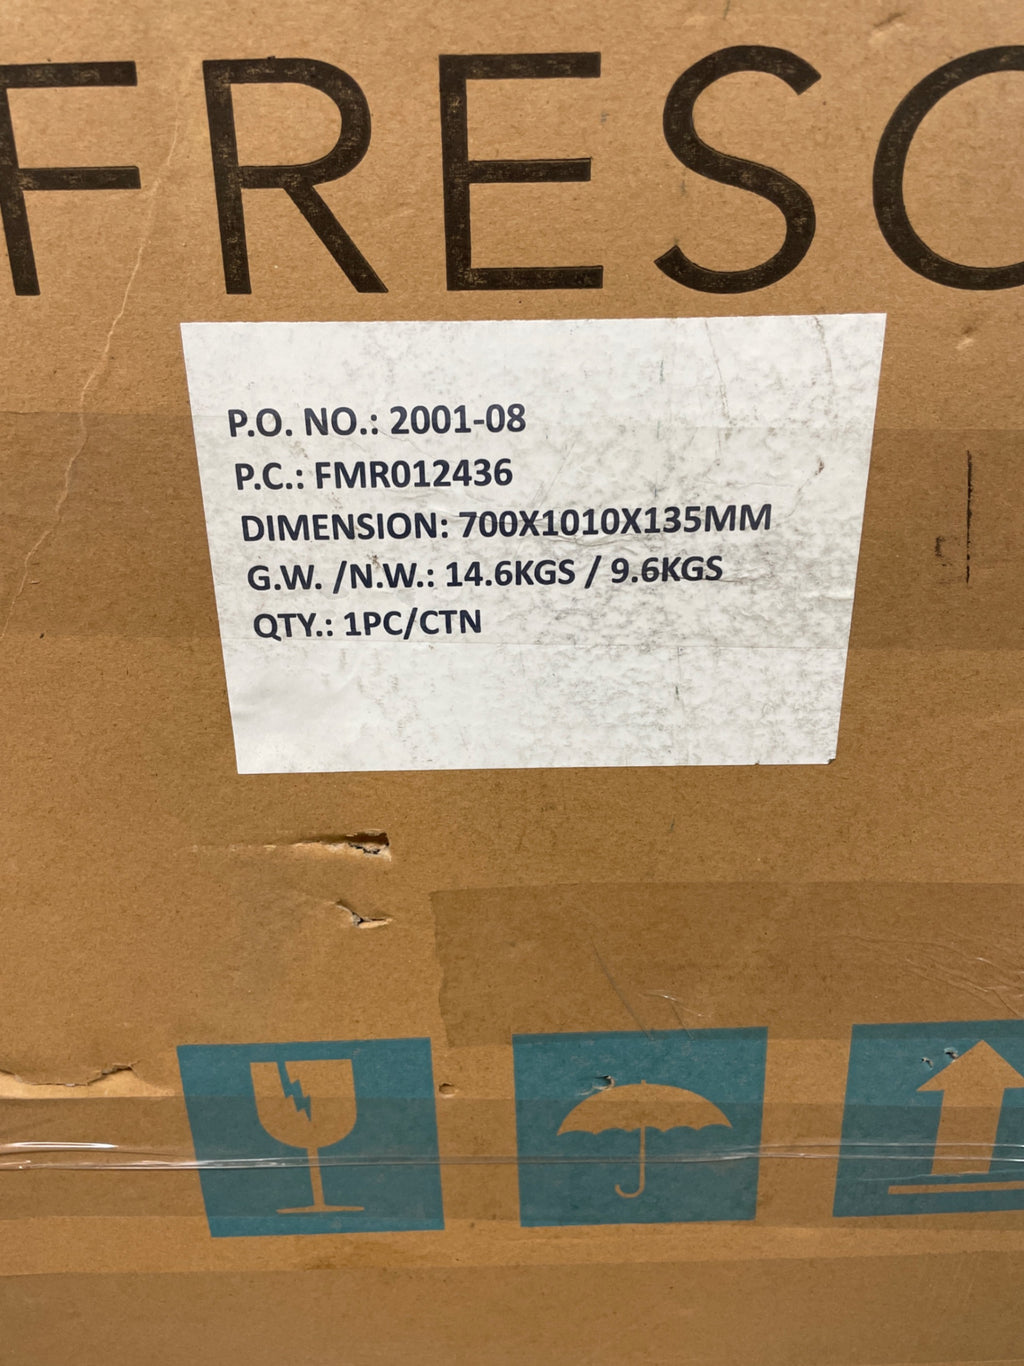 FRESC
P.O. NO.: 2001-08
P.C.: FMR012436
DIMENSION: 700X1010X135MM
G.W. /N.W.: 14.6KGS / 9.6KGS
QTY.: 1PC/CTN